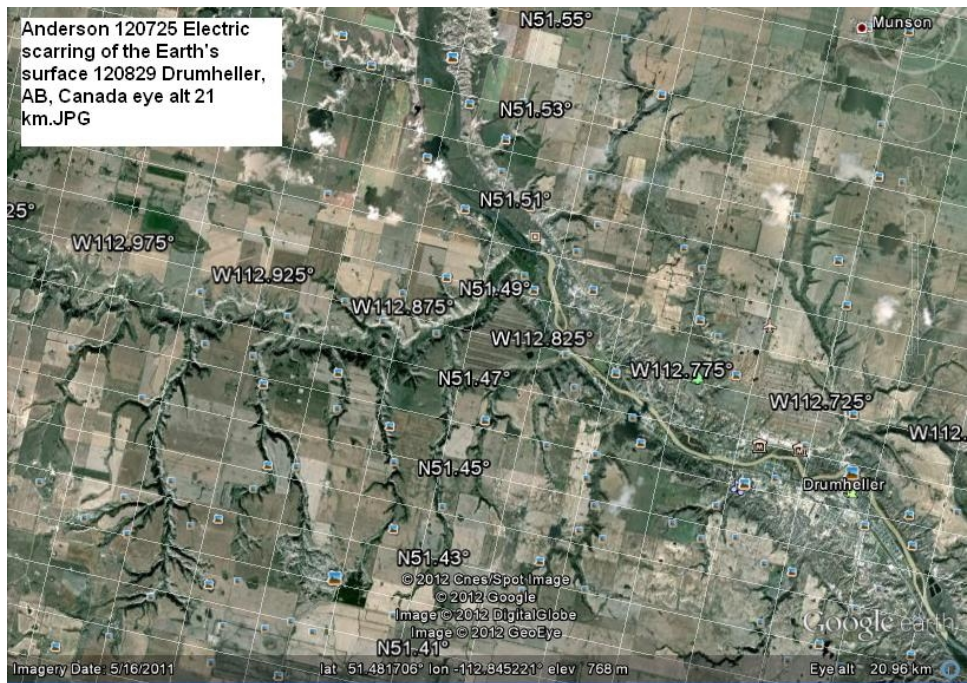 Anderson 120725 Electric
scarring of the Earth's
surface 120829 Drumheller,
AB, Canada eye alt 21
km.JPG
N51.55°
Munson
N51.53°
N51.51°
25°
W112.975°
W112.925°
N51.49°
W112.875°
W112.825°
N51.47°
W112.775°
W112.725°
W112.
N51.45°
Drumheller
N51.43°
© 2012 Cnes/Spot Image
© 2012 Google
Image © 2012 DigitalGlobe
Image © 2012 GeoEye
Google earth
N51.41°
Imagery Date: 5/16/2011 lat 51.481706° lon -112.845221° elev 768 m Eye alt 20.96 km